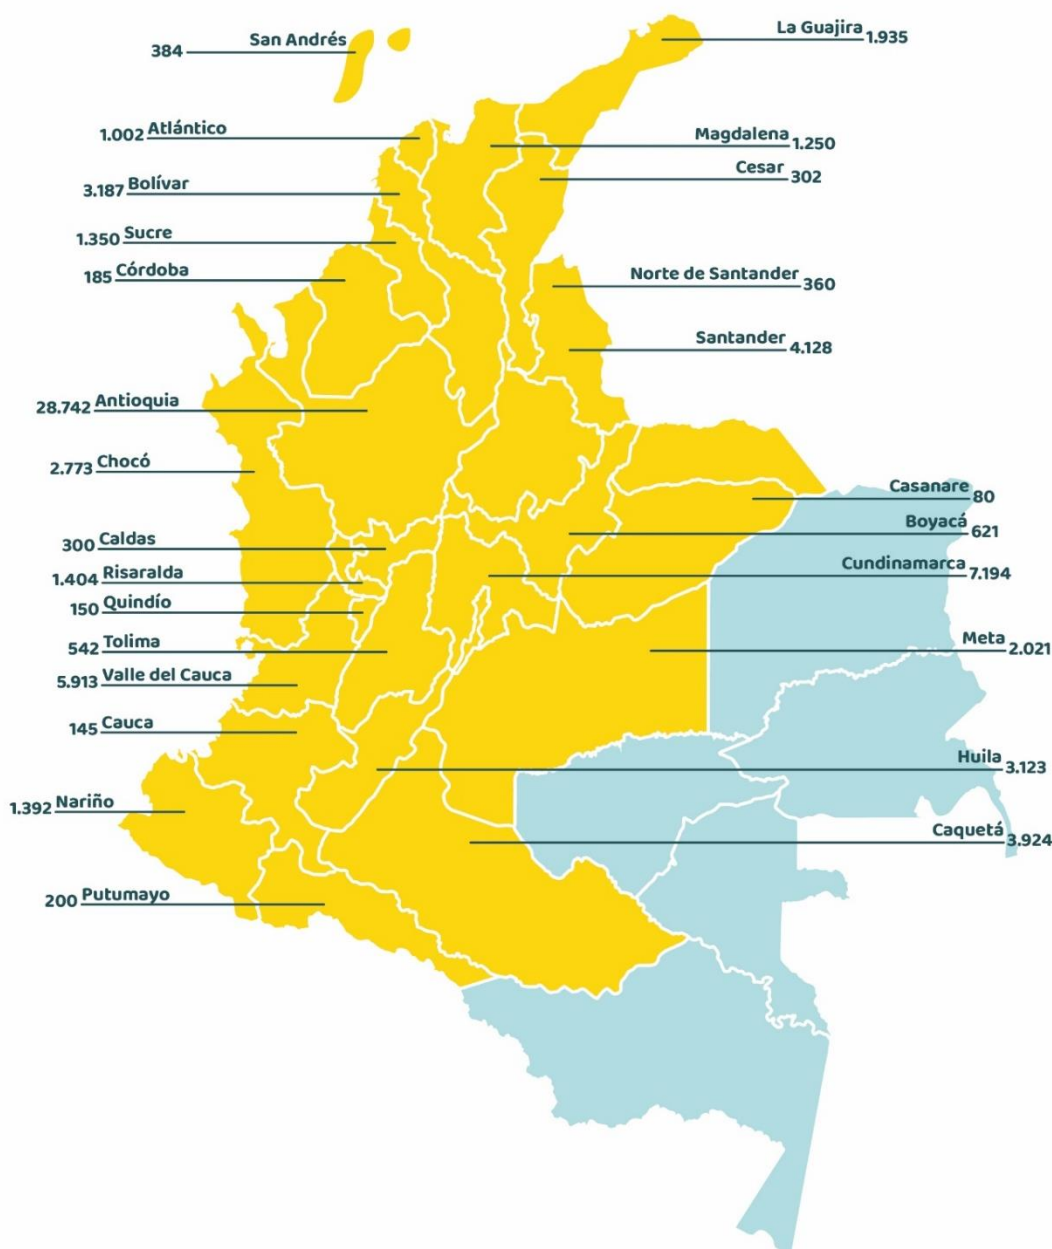 San Andrés
384
La Guajira
1.935
1.002 Atlántico
Magdalena
1.250
Cesar
302
3.187 Bolívar
1.350 Sucre
185 Córdoba
Norte de Santander
360
Santander
4.128
28.742 Antioquia
2.773 Chocó
Casanare
80
Boyacá
621
300 Caldas
Cundinamarca
7.194
1.404 Risaralda
150 Quindío
542 Tolima
Meta
2.021
5.913 Valle del Cauca
145 Cauca
Huila
3.123
1.392 Nariño
Caquetá
3.924
200 Putumayo